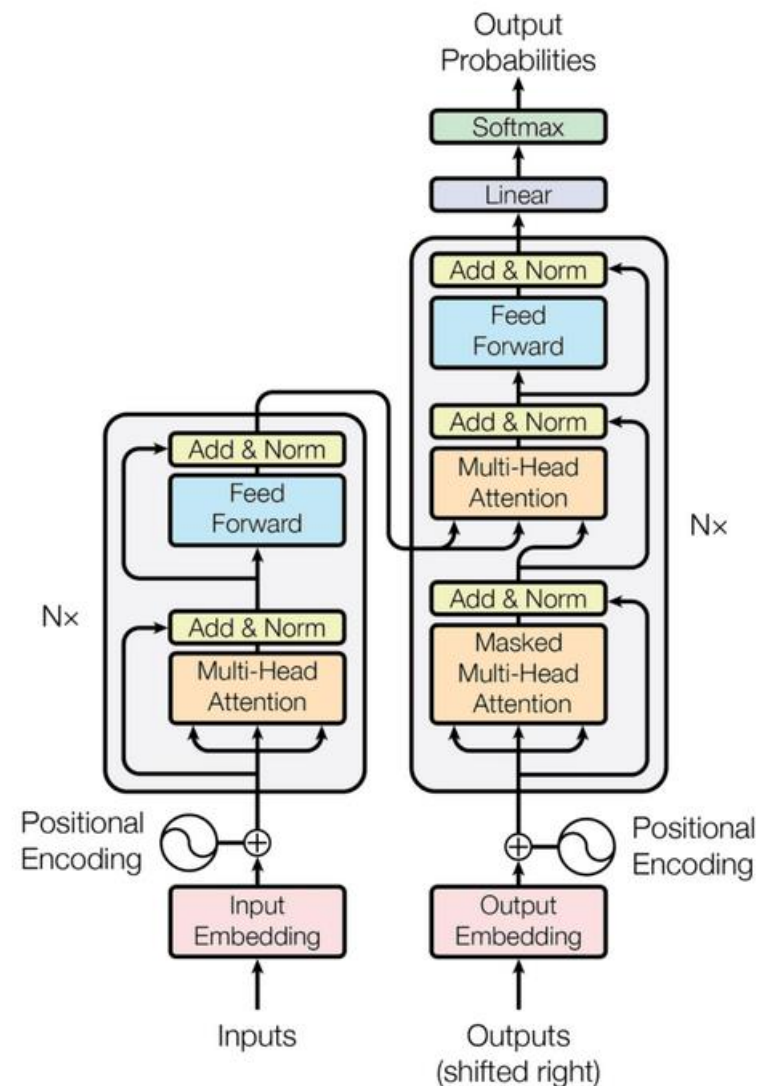 Output
Probabilities
Softmax
Linear
Add & Norm
Feed
Forward
Add & Norm
Multi-Head
Attention
Add & Norm
Masked
Multi-Head
Attention
N×
Add & Norm
Feed
Forward
Add & Norm
Multi-Head
Attention
N×
Positional
Encoding
Positional
Encoding
Input
Embedding
Output
Embedding
Inputs
Outputs
(shifted right)